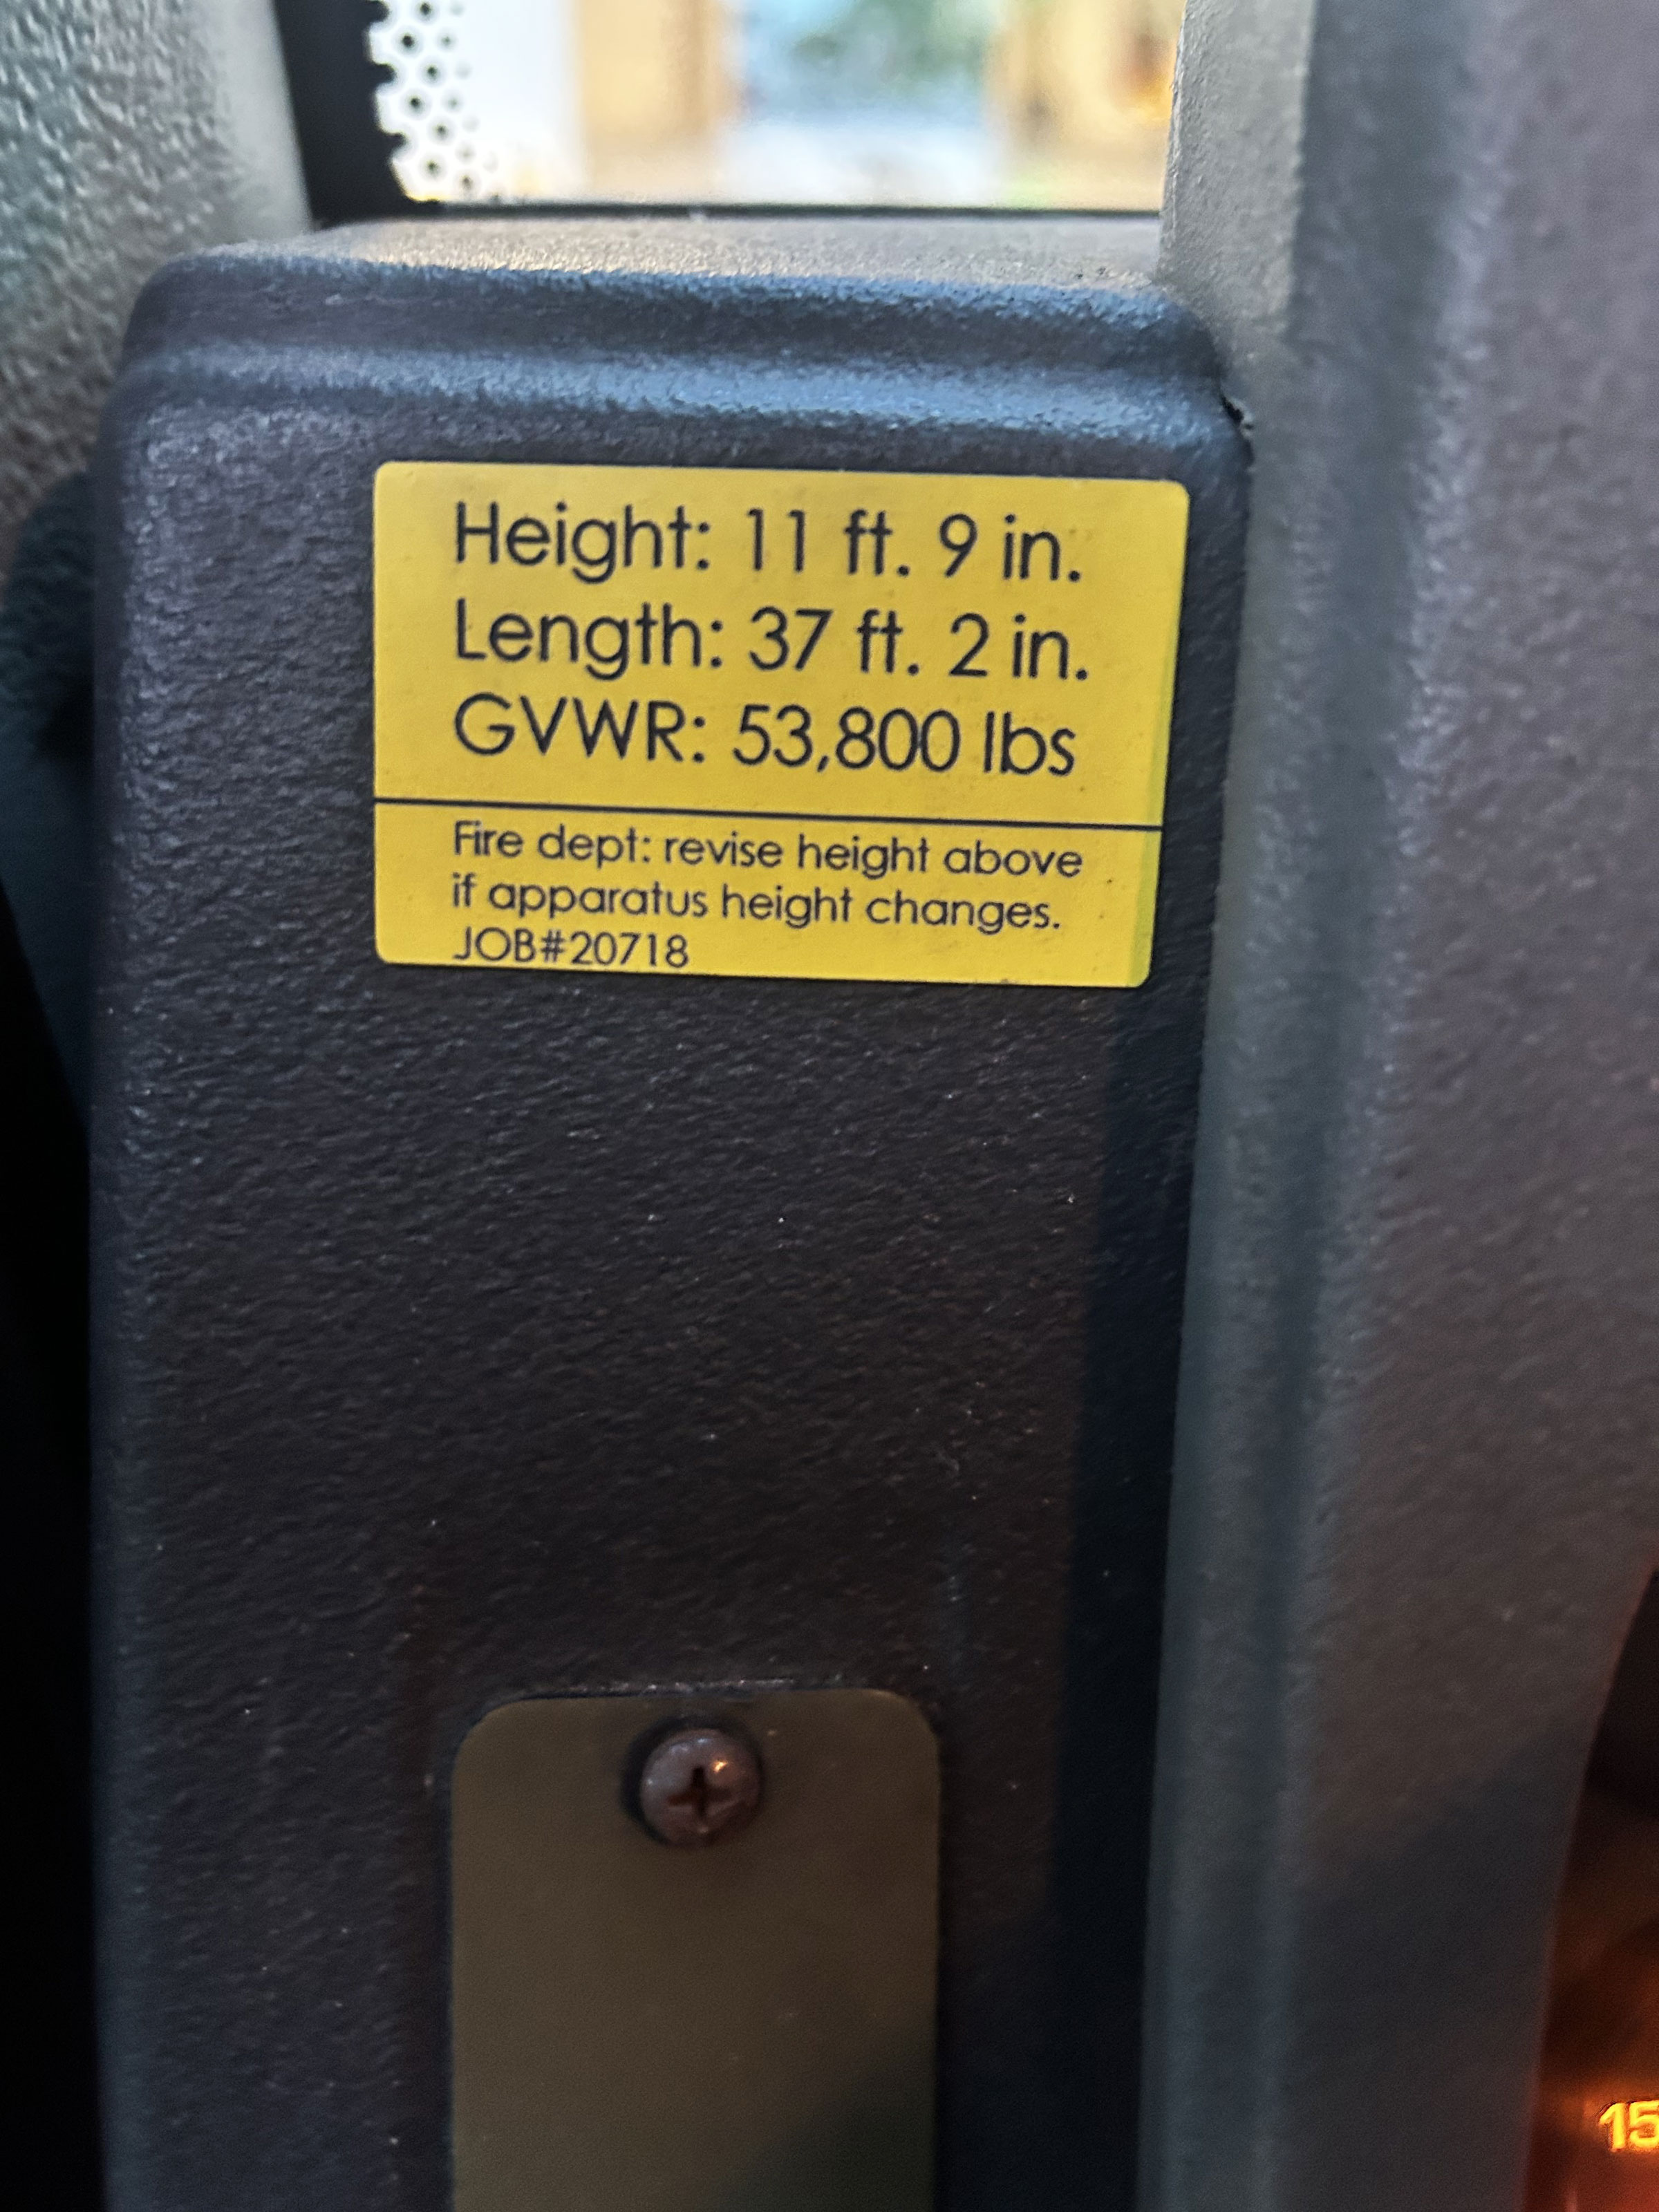 Height: 11 ft. 9 in.
Length: 37 ft. 2 in.
GVWR: 53,800 lbs
Fire dept: revise height above
if apparatus height changes.
JOB#20718
15